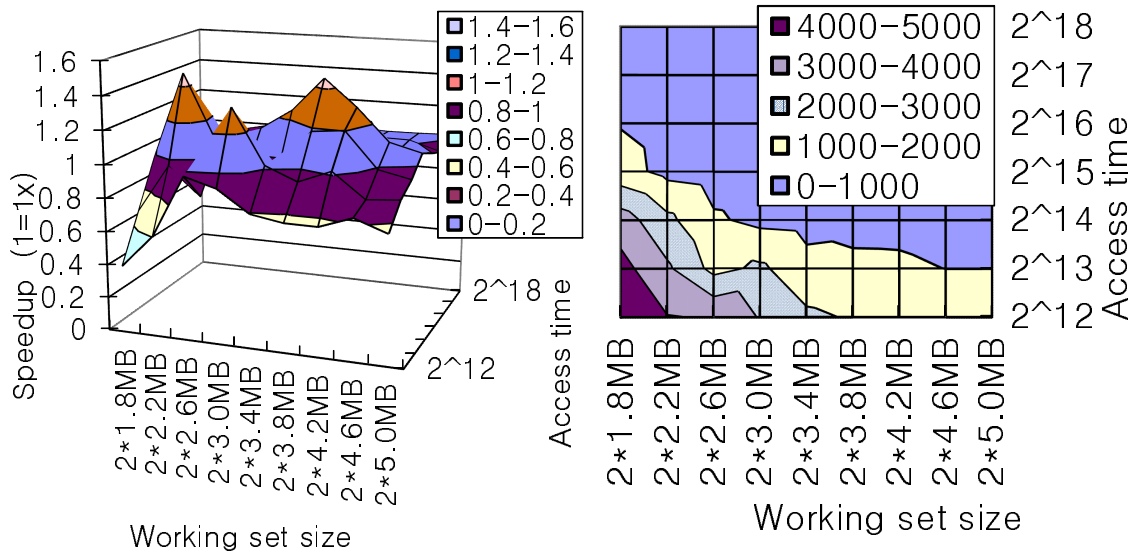 1.6
1.4
1.2
1
0.8
0.6
0.4
0.2
0
Speedup (1=1x)
1.4-1.6
1.2-1.4
1-1.2
0.8-1
0.6-0.8
0.4-0.6
0.2-0.4
0-0.2
2^18
2^12
Access time
2*1.8MB
2*2.2MB
2*2.6MB
2*3.0MB
2*3.4MB
2*3.8MB
2*4.2MB
2*4.6MB
2*5.0MB
Working set size
4000-5000
3000-4000
2000-3000
1000-2000
0-1000
2^18
2^17
2^16
2^15
2^14
2^13
2^12
Access time
2*1.8MB
2*2.2MB
2*2.6MB
2*3.0MB
2*3.4MB
2*3.8MB
2*4.2MB
2*4.6MB
2*5.0MB
Working set size